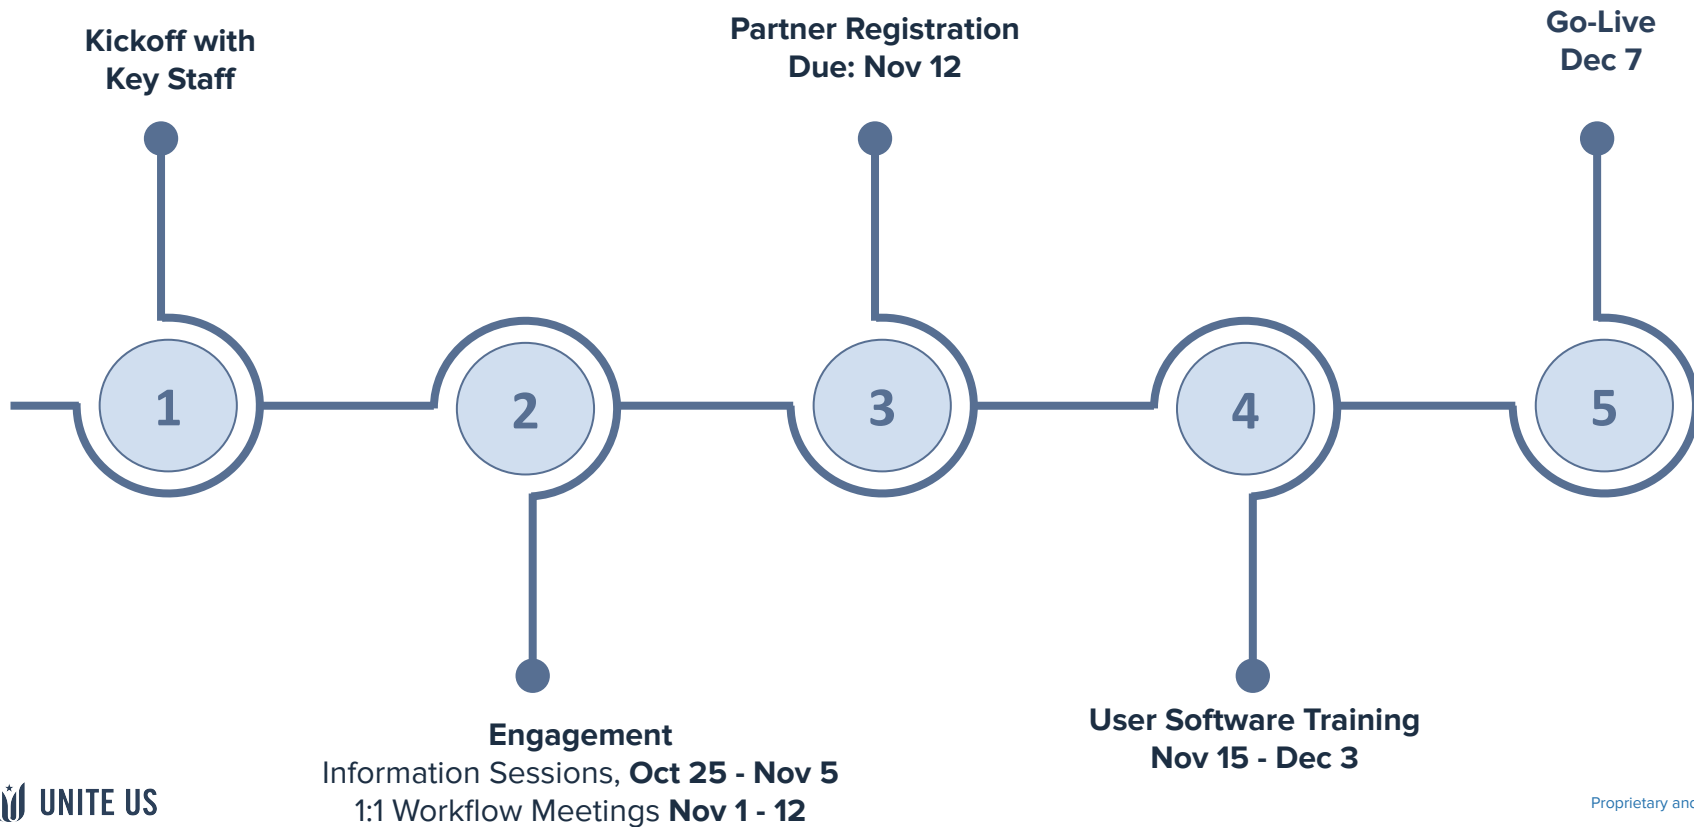 Kickoff with
Key Staff
Partner Registration
Due: Nov 12
Go-Live
Dec 7
1
2
3
4
5
Engagement
Information Sessions, Oct 25 - Nov 5
1:1 Workflow Meetings Nov 1 - 12
User Software Training
Nov 15 - Dec 3
UNITE US
Proprietary and